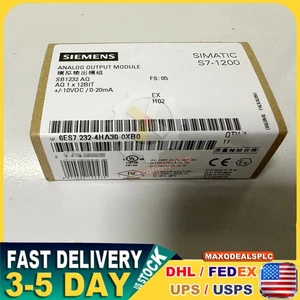 SIEMENS
SIMATIC
S7-1200
ANALOG OUTPUT MODULE
模拟输出模块
SB1232 AQ
AQ 1 x 12BIT
+/-10VDC / 0-20mA
FS: 05
EX
H02
6ES7 232-4HA30-0XB0
FAST DELIVERY
3-5 DAY
US STOCK
MAXODEALSPLC
DHL / FEDEX
UPS / USPS